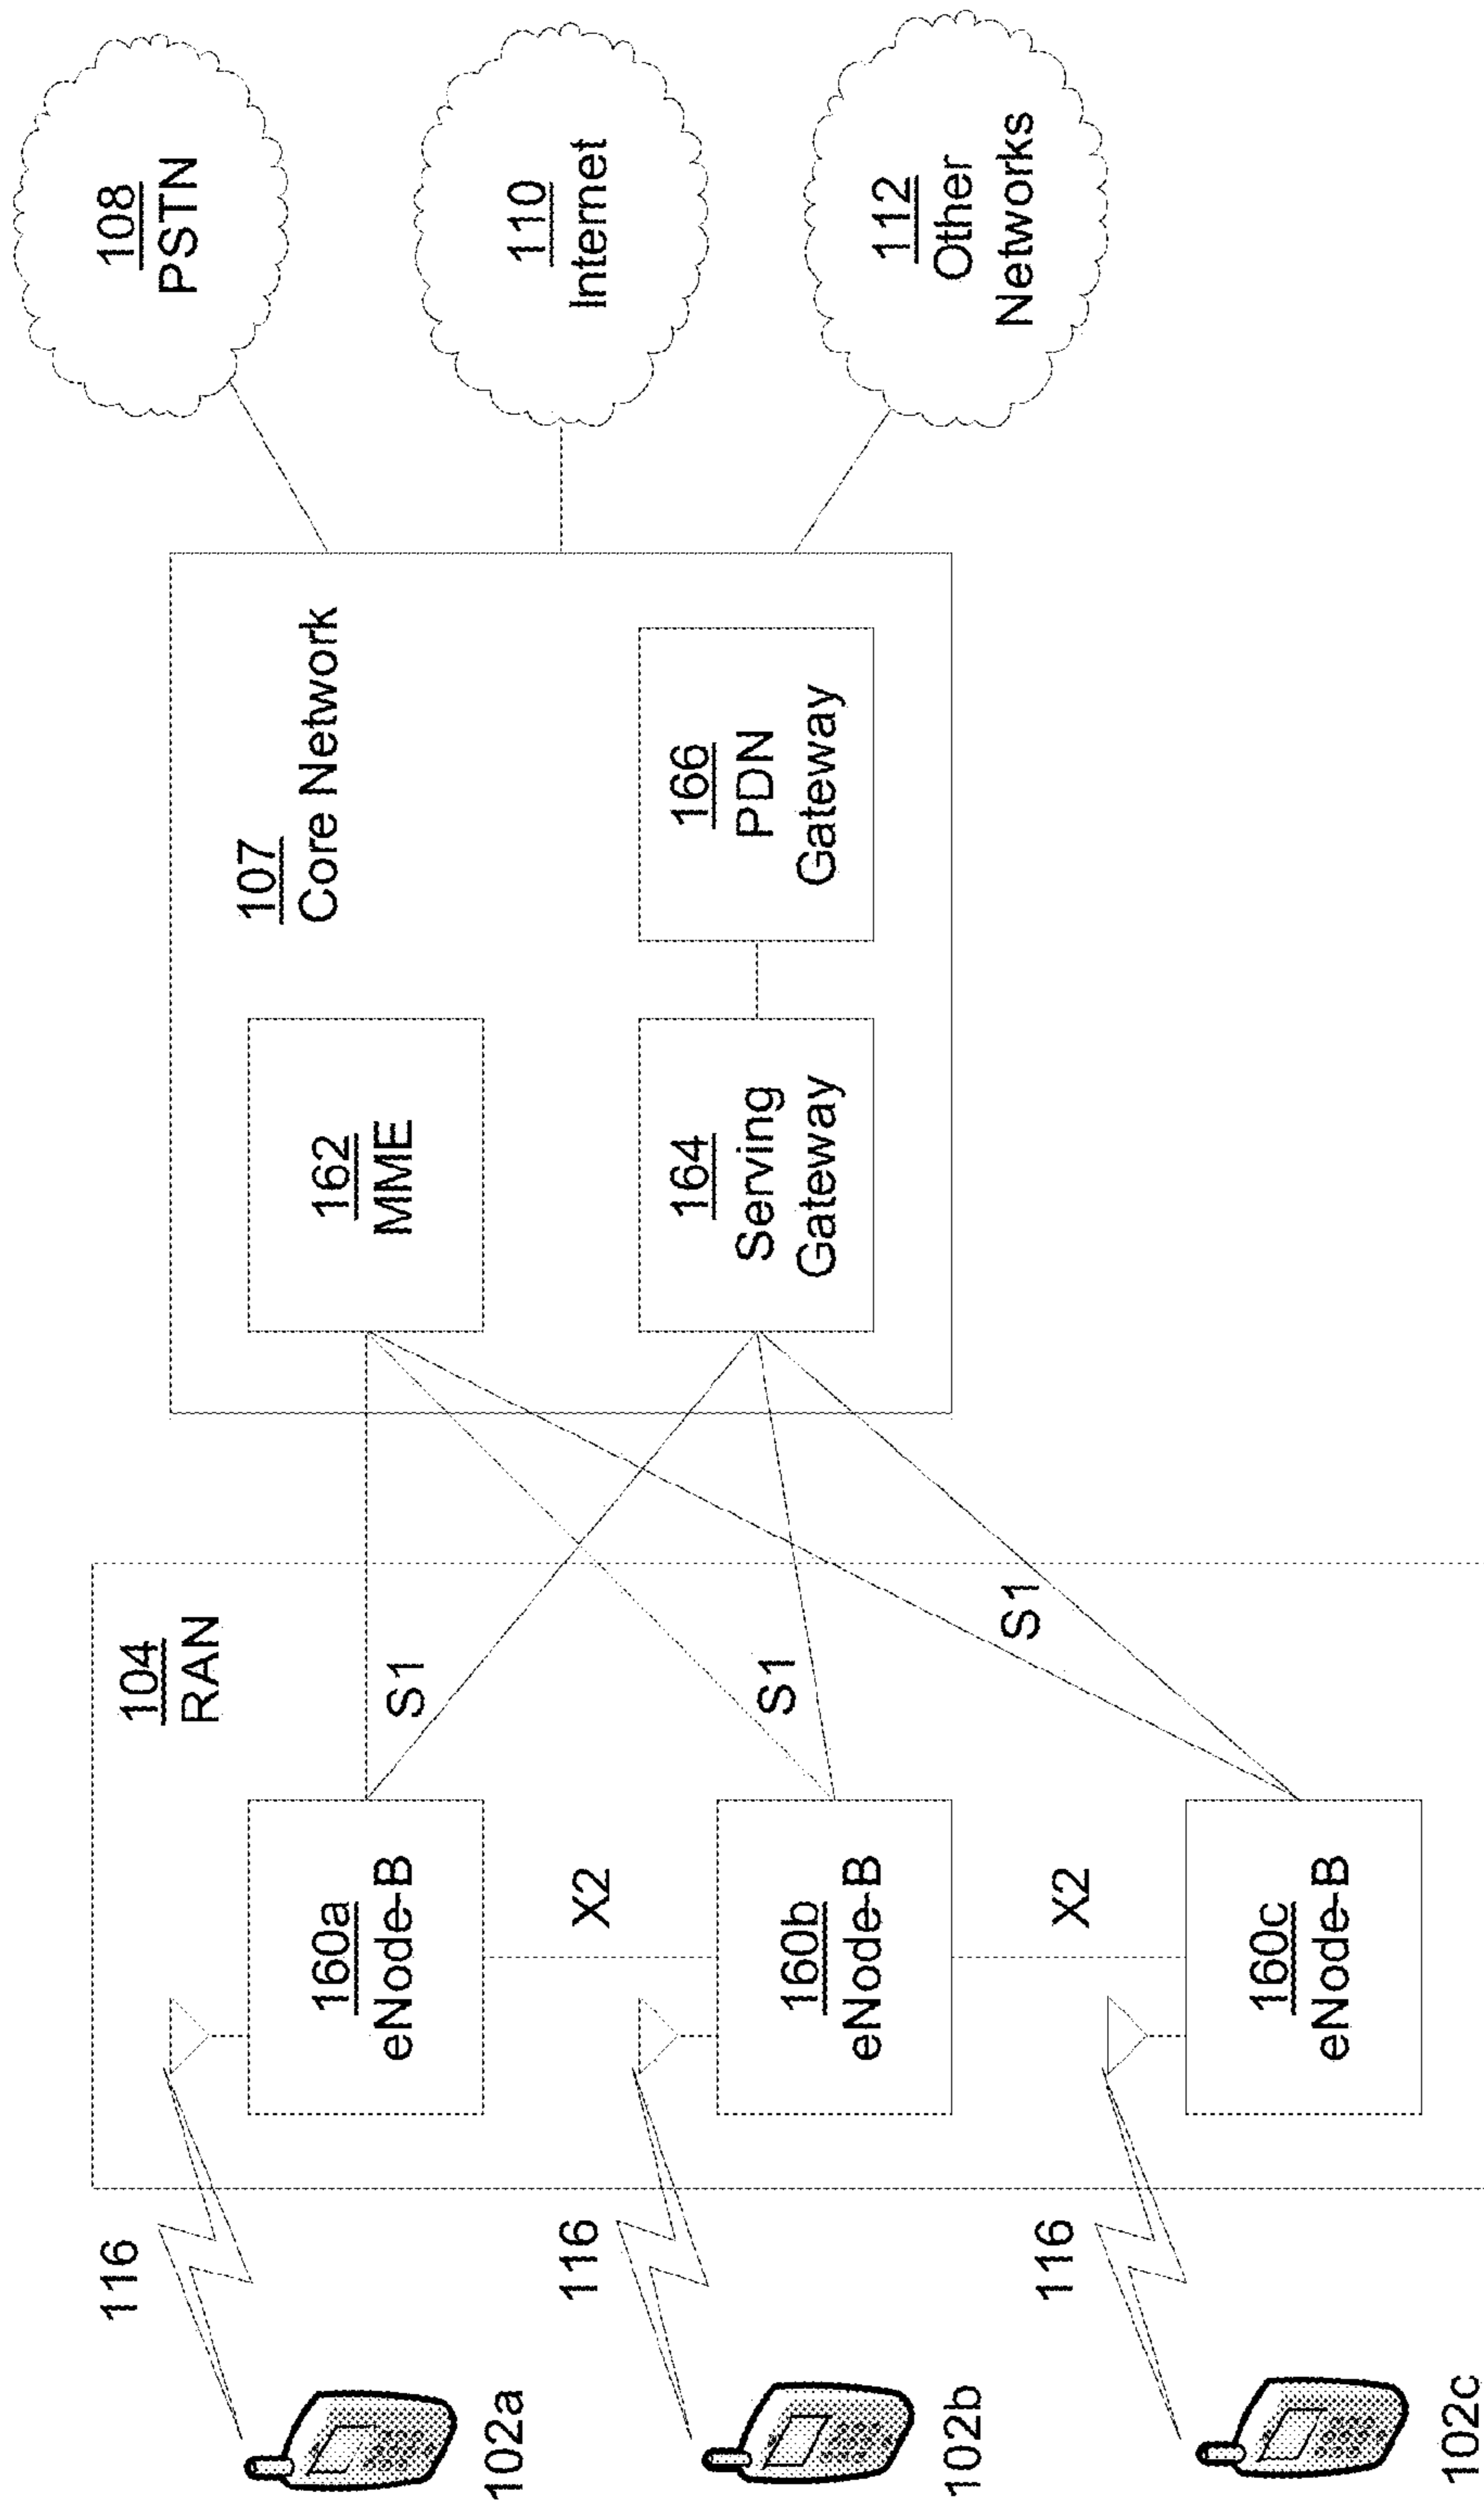 102a
116
104
RAN
160a
eNode-B
S1
X2
102b
116
160b
eNode-B
S1
X2
102c
116
160c
eNode-B
S1
107
Core Network
162
MME
164
Serving
Gateway
166
PDN
Gateway
108
PSTN
110
Internet
112
Other
Networks